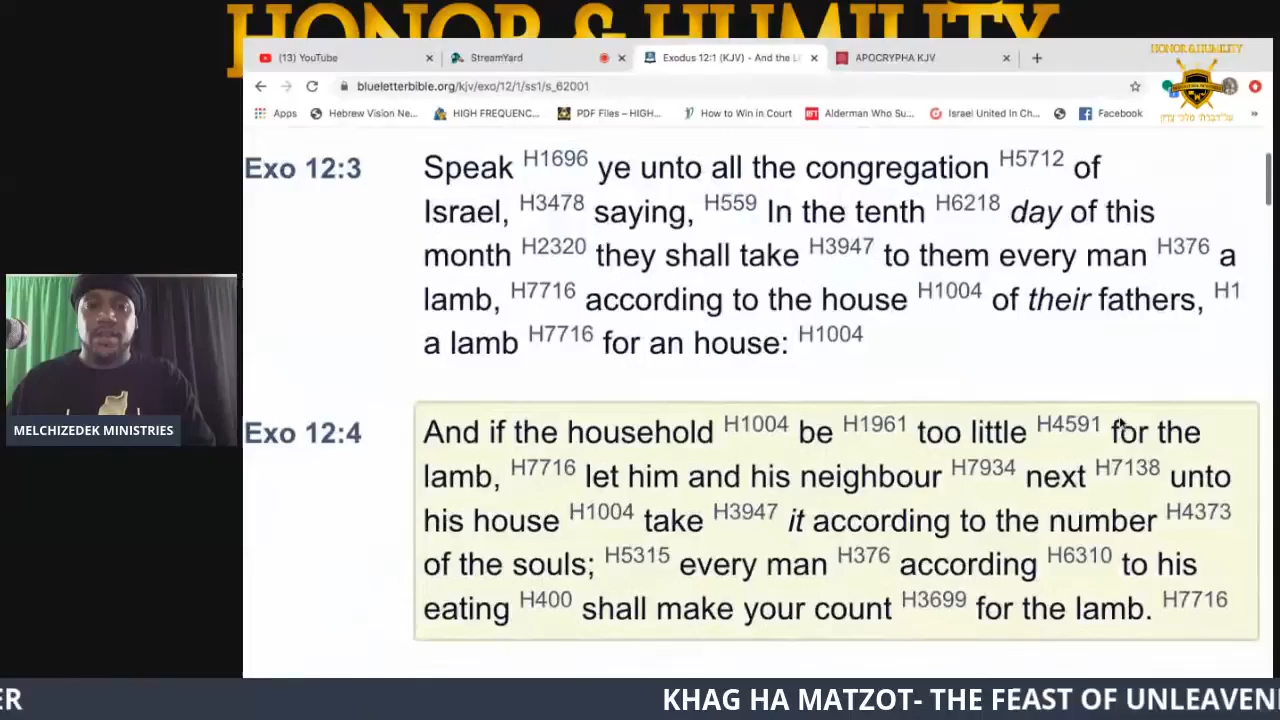 HONOR & HUMILITY
(13) YouTube
StreamYard
Exodus 12:1 (KJV) - And the L
APOCRYPHA KJV
HONOR & HUMILITY
blueletterbible.org/kjv/exo/12/1/ss1/s_62001
Apps
Hebrew Vision Ne...
HIGH FREQUENC...
PDF Files – HIGH...
How to Win in Court
Alderman Who Su...
Israel United In Ch...
Facebook
Exo 12:3
Speak H1696 ye unto all the congregation H5712 of
Israel, H3478 saying, H559 In the tenth H6218 day of this
month H2320 they shall take H3947 to them every man H376 a
lamb, H7716 according to the house H1004 of their fathers, H1
a lamb H7716 for an house: H1004
Exo 12:4
And if the household H1004 be H1961 too little H4591 for the
lamb, H7716 let him and his neighbour H7934 next H7138 unto
his house H1004 take H3947 it according to the number H4373
of the souls; H5315 every man H376 according H6310 to his
eating H400 shall make your count H3699 for the lamb. H7716
MELCHIZEDEK MINISTRIES
ER
KHAG HA MATZOT- THE FEAST OF UNLEAVEN